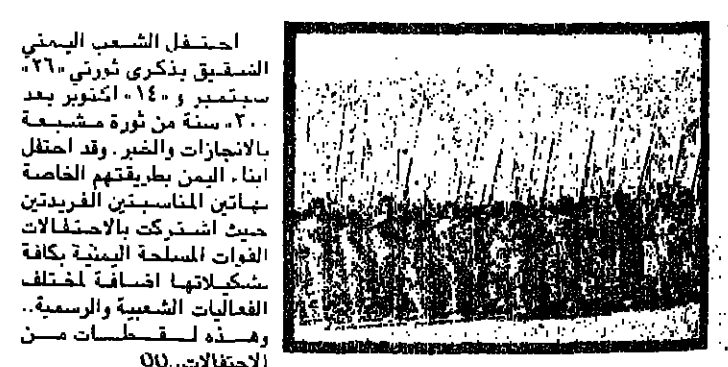 احتفل الشعب اليمني
الشقيق بذكرى ثورتي «٢٦»
سبتمبر و «١٤» اكتوبر بعد
«٣٠» سنة من ثورة مشبعة
بالانجازات والخير. وقد احتفل
ابناء اليمن بطريقتهم الخاصة
بهاتين المناسبتين الفريدتين
حيث اشتركت بالاحتفالات
القوات المسلحة اليمنية بكافة
تشكيلاتها اضافة لمختلف
الفعاليات الشعبية والرسمية..
وهذه لقطات من
الاحتفالات..